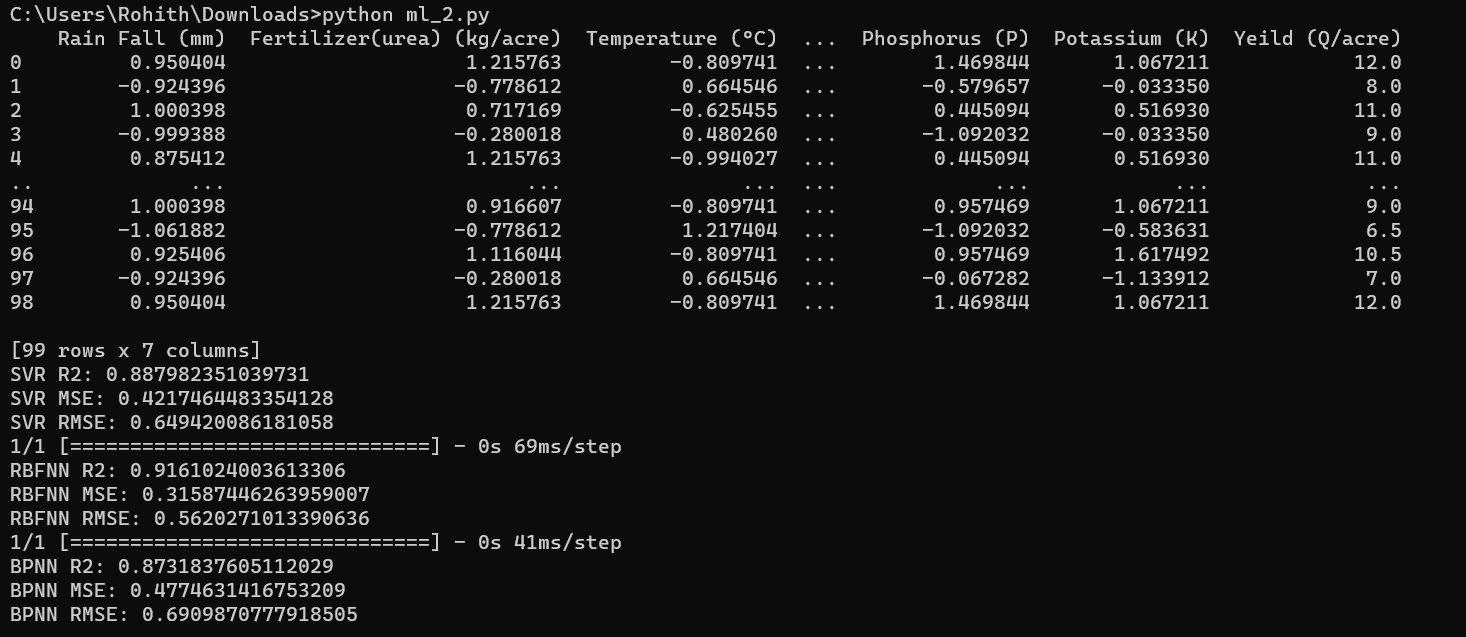 C:\Users\Rohith\Downloads>python ml_2.py
    Rain Fall (mm)  Fertilizer(urea) (kg/acre)  Temperature (°C)  ...  Phosphorus (P)  Potassium (K)  Yeild (Q/acre)
0         0.950404                    1.215763         -0.809741  ...        1.469844       1.067211            12.0
1        -0.924396                   -0.778612          0.664546  ...       -0.579657      -0.033350             8.0
2         1.000398                    0.717169         -0.625455  ...        0.445094       0.516930            11.0
3        -0.999388                   -0.280018          0.480260  ...       -1.092032      -0.033350             9.0
4         0.875412                    1.215763         -0.994027  ...        0.445094       0.516930            11.0
..             ...                         ...               ...  ...             ...            ...             ...
94        1.000398                    0.916607         -0.809741  ...        0.957469       1.067211             9.0
95       -1.061882                   -0.778612          1.217404  ...       -1.092032      -0.583631             6.5
96        0.925406                    1.116044         -0.809741  ...        0.957469       1.617492            10.5
97       -0.924396                   -0.280018          0.664546  ...       -0.067282      -1.133912             7.0
98        0.950404                    1.215763         -0.809741  ...        1.469844       1.067211            12.0

[99 rows x 7 columns]
SVR R2: 0.887982351039731
SVR MSE: 0.4217464483354128
SVR RMSE: 0.649420086181058
1/1 [==============================] - 0s 69ms/step
RBFNN R2: 0.9161024003613306
RBFNN MSE: 0.31587446263959007
RBFNN RMSE: 0.5620271013390636
1/1 [==============================] - 0s 41ms/step
BPNN R2: 0.8731837605112029
BPNN MSE: 0.4774631416753209
BPNN RMSE: 0.6909870777918505